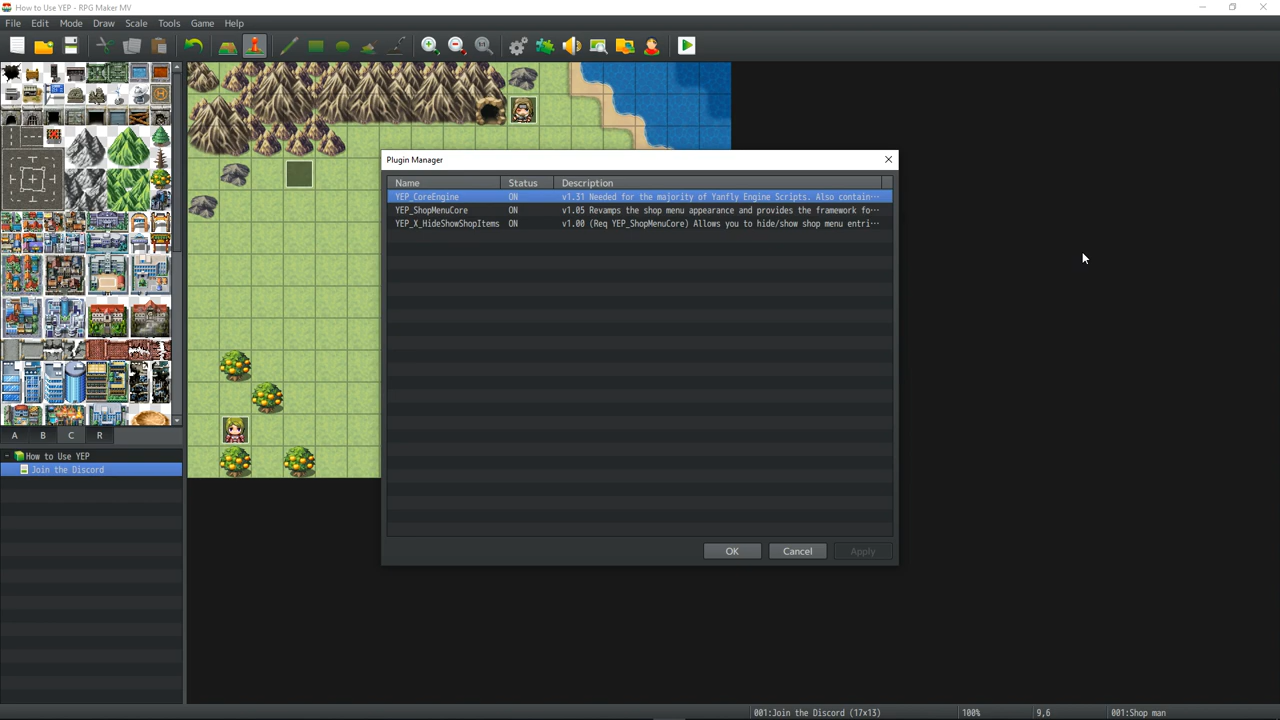 How to Use YEP - RPG Maker MV
File Edit Mode Draw Scale Tools Game Help
Plugin Manager
Name Status Description
YEP_CoreEngine ON v1.31 Needed for the majority of Yanfly Engine Scripts. Also contain···
YEP_ShopMenuCore ON v1.05 Revamps the shop menu appearance and provides the framework fo···
YEP_X_HideShowShopItems ON v1.00 (Req YEP_ShopMenuCore) Allows you to hide/show shop menu entri···
A B C R
How to Use YEP
Join the Discord
OK Cancel Apply
001:Join the Discord (17×13) 100% 9,6 001:Shop man